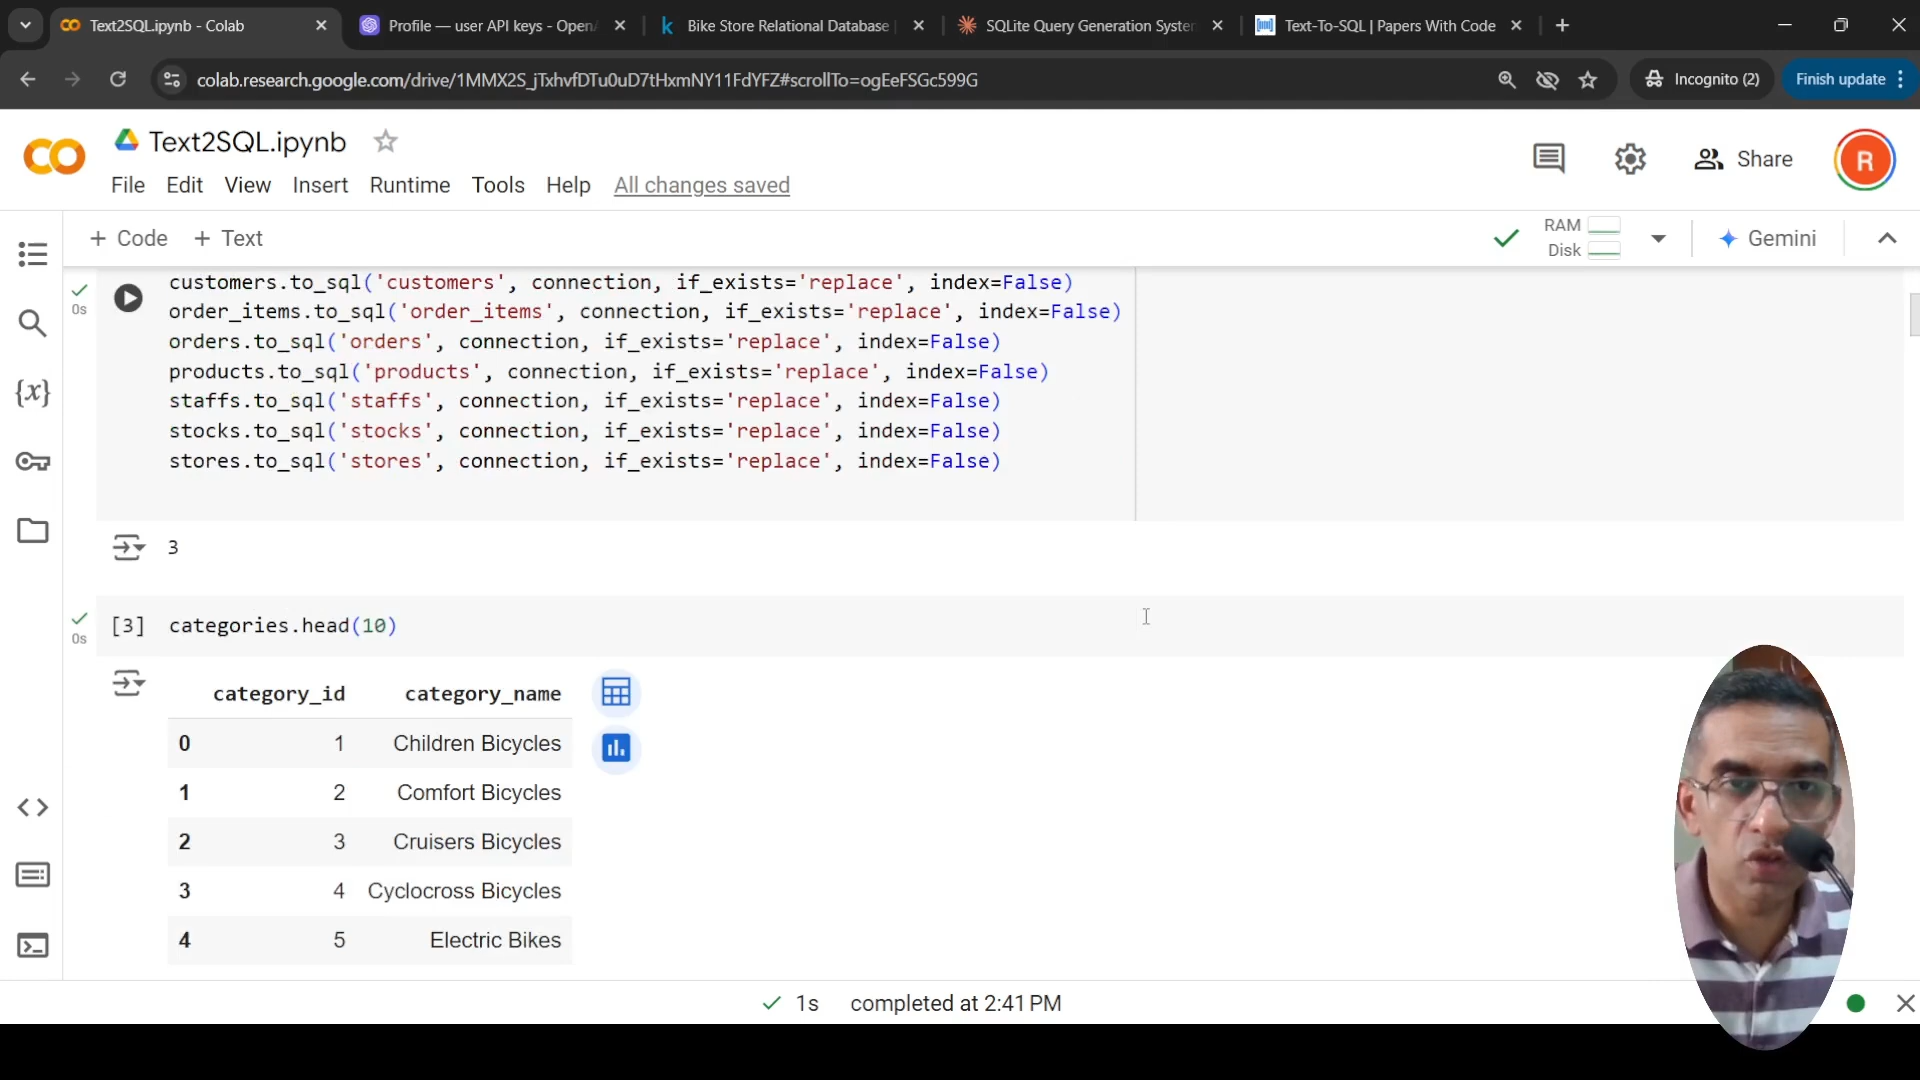 Text2SQL.ipynb - Colab
Profile — user API keys - OpenA
Bike Store Relational Database
SQLite Query Generation System
Text-To-SQL | Papers With Code
colab.research.google.com/drive/1MMX2S_jTxhvfDTu0uD7tHxmNY11FdYFZ#scrollTo=ogEeFSGc599G
Incognito (2)
Finish update
Text2SQL.ipynb
Share
R
File Edit View Insert Runtime Tools Help All changes saved
+ Code + Text
RAM
Disk
Gemini
customers.to_sql('customers', connection, if_exists='replace', index=False)
0s
order_items.to_sql('order_items', connection, if_exists='replace', index=False)
orders.to_sql('orders', connection, if_exists='replace', index=False)
products.to_sql('products', connection, if_exists='replace', index=False)
staffs.to_sql('staffs', connection, if_exists='replace', index=False)
stocks.to_sql('stocks', connection, if_exists='replace', index=False)
stores.to_sql('stores', connection, if_exists='replace', index=False)
3
[3] categories.head(10)
0s
category_id category_name
0 1 Children Bicycles
1 2 Comfort Bicycles
2 3 Cruisers Bicycles
3 4 Cyclocross Bicycles
4 5 Electric Bikes
1s completed at 2:41 PM